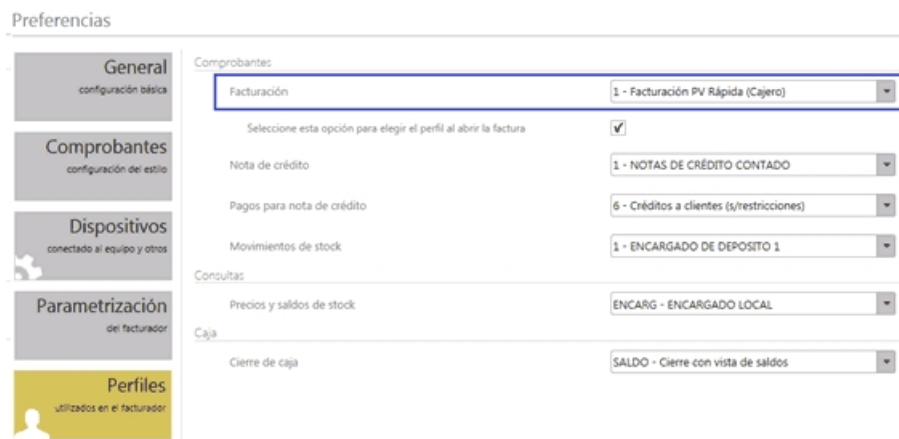 Preferencias
General
configuración básica
Comprobantes
configuración del estilo
Dispositivos
conectado al equipo y otros
Parametrización
del facturador
Perfiles
utilizados en el facturador
Comprobantes
Facturación
1 - Facturación PV Rápida (Cajero)
Seleccione esta opción para elegir el perfil al abrir la factura
Nota de crédito
1 - NOTAS DE CRÉDITO CONTADO
Pagos para nota de crédito
6 - Créditos a clientes (s/restricciones)
Movimientos de stock
1 - ENCARGADO DE DEPOSITO 1
Consultas
Precios y saldos de stock
ENCARG - ENCARGADO LOCAL
Caja
Cierre de caja
SALDO - Cierre con vista de saldos